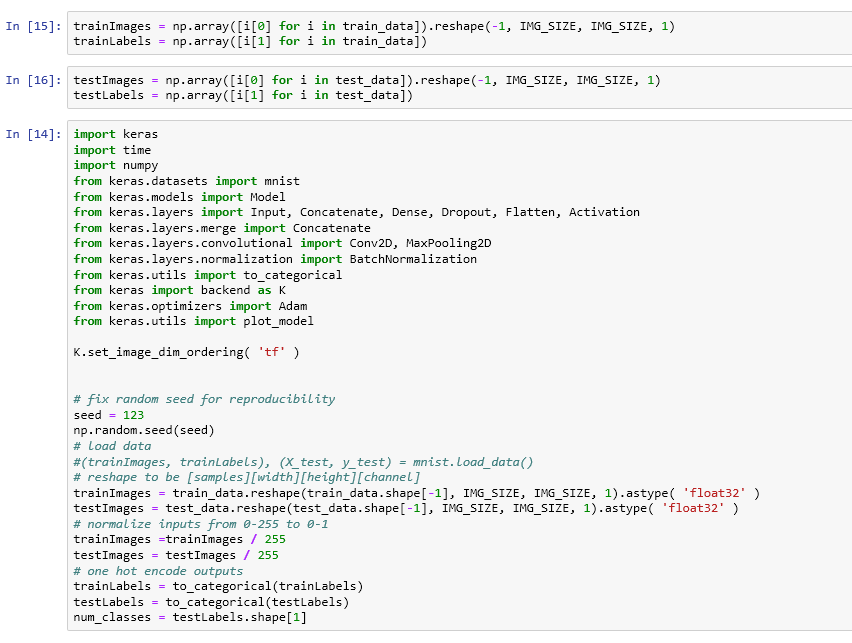 In [15]: trainImages = np.array([i[0] for i in train_data]).reshape(-1, IMG_SIZE, IMG_SIZE, 1)
trainLabels = np.array([i[1] for i in train_data])
In [16]: testImages = np.array([i[0] for i in test_data]).reshape(-1, IMG_SIZE, IMG_SIZE, 1)
testLabels = np.array([i[1] for i in test_data])
In [14]: import keras
import time
import numpy
from keras.datasets import mnist
from keras.models import Model
from keras.layers import Input, Concatenate, Dense, Dropout, Flatten, Activation
from keras.layers.merge import Concatenate
from keras.layers.convolutional import Conv2D, MaxPooling2D
from keras.layers.normalization import BatchNormalization
from keras.utils import to_categorical
from keras import backend as K
from keras.optimizers import Adam
from keras.utils import plot_model
K.set_image_dim_ordering( 'tf' )
# fix random seed for reproducibility
seed = 123
np.random.seed(seed)
# load data
#(trainImages, trainLabels), (X_test, y_test) = mnist.load_data()
# reshape to be [samples][width][height][channel]
trainImages = train_data.reshape(train_data.shape[-1], IMG_SIZE, IMG_SIZE, 1).astype( 'float32' )
testImages = test_data.reshape(test_data.shape[-1], IMG_SIZE, IMG_SIZE, 1).astype( 'float32' )
# normalize inputs from 0-255 to 0-1
trainImages =trainImages / 255
testImages = testImages / 255
# one hot encode outputs
trainLabels = to_categorical(trainLabels)
testLabels = to_categorical(testLabels)
num_classes = testLabels.shape[1]